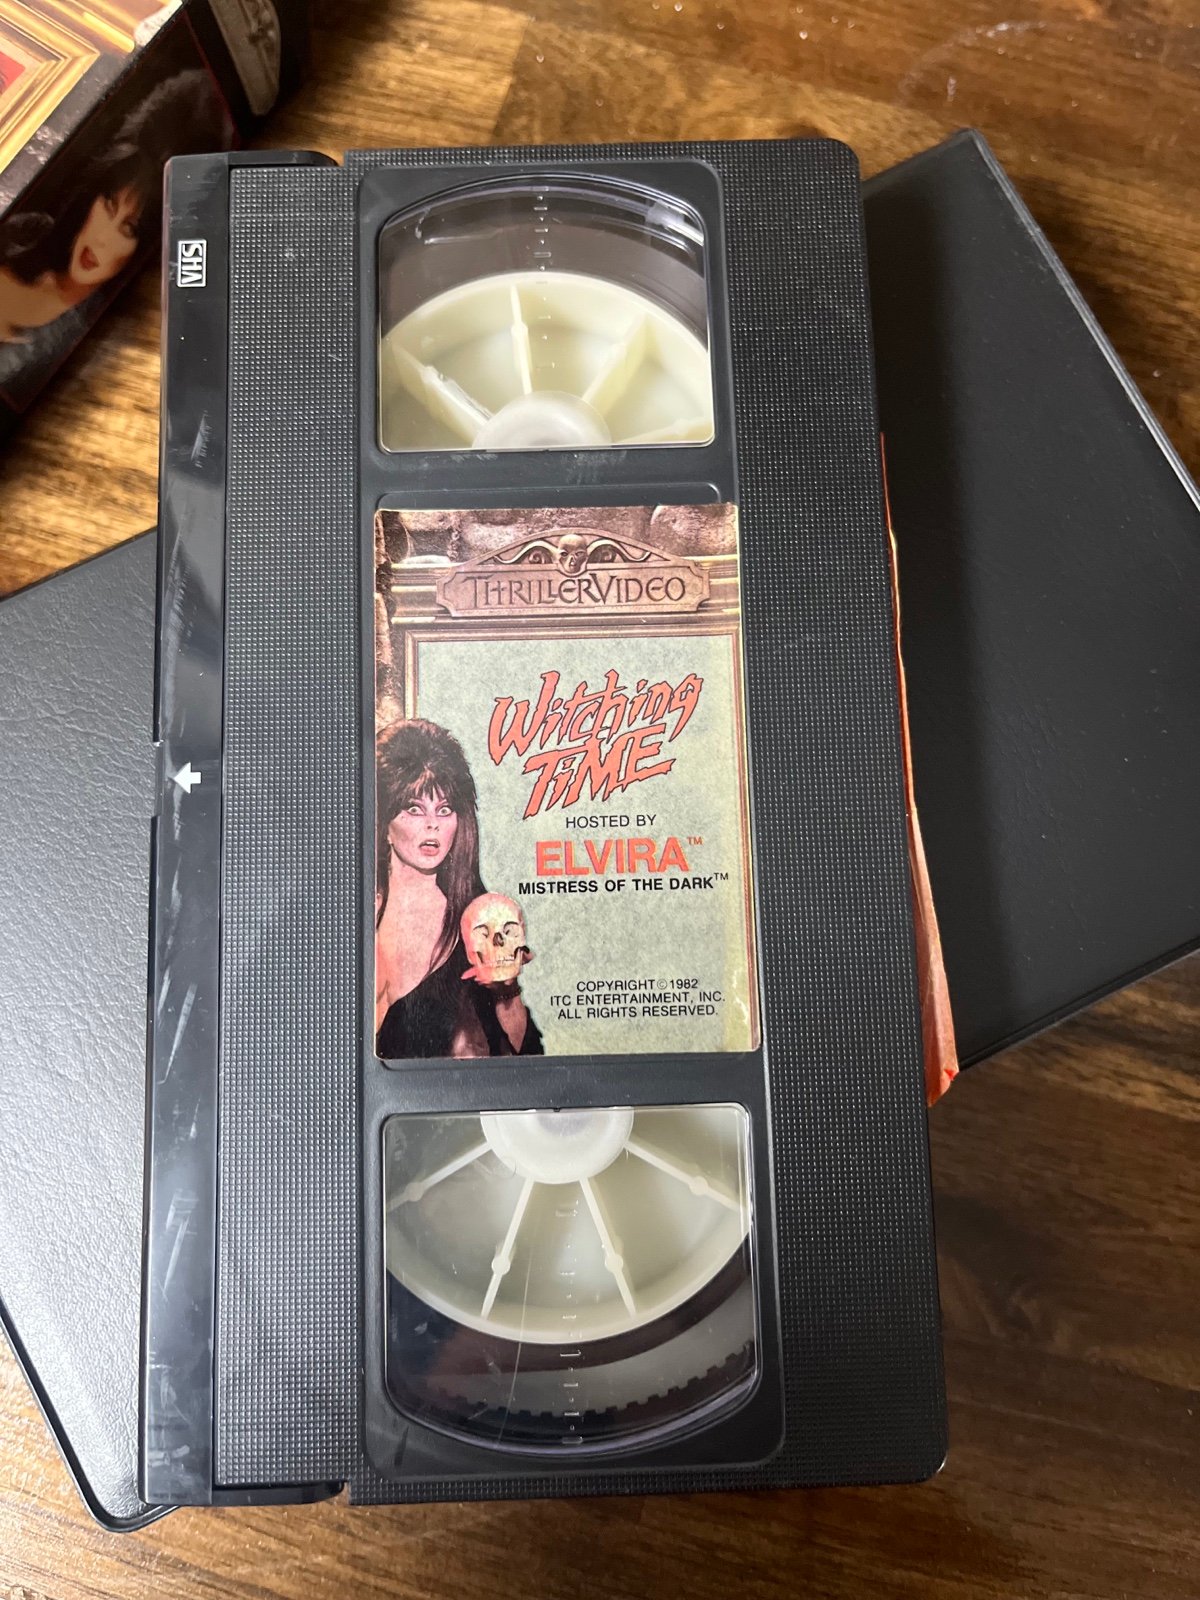 VHS
THRILLERVIDEO
Witching
TiME
HOSTED BY
ELVIRA™
MISTRESS OF THE DARK™
COPYRIGHT © 1982
ITC ENTERTAINMENT, INC.
ALL RIGHTS RESERVED.